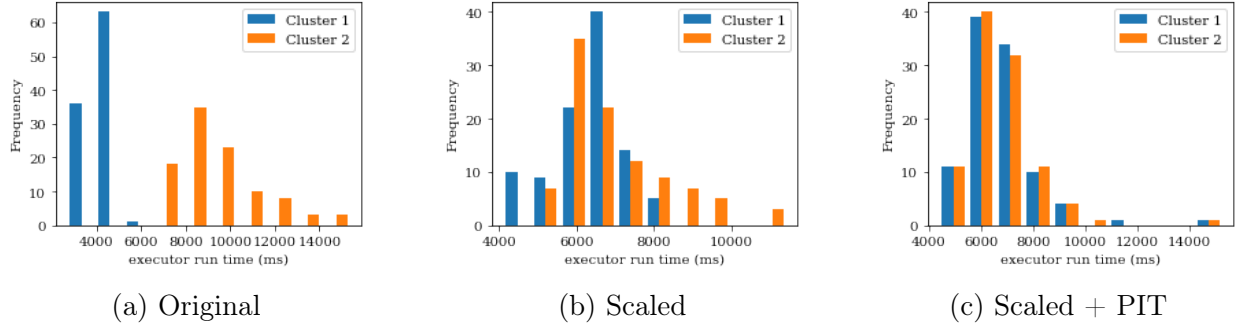 60
50
40
30
20
10
0
Frequency
Cluster 1
Cluster 2
4000 6000 8000 10000 12000 14000
executor run time (ms)
(a) Original
40
30
20
10
0
Frequency
Cluster 1
Cluster 2
4000 6000 8000 10000
executor run time (ms)
(b) Scaled
40
30
20
10
0
Frequency
Cluster 1
Cluster 2
4000 6000 8000 10000 12000 14000
executor run time (ms)
(c) Scaled + PIT